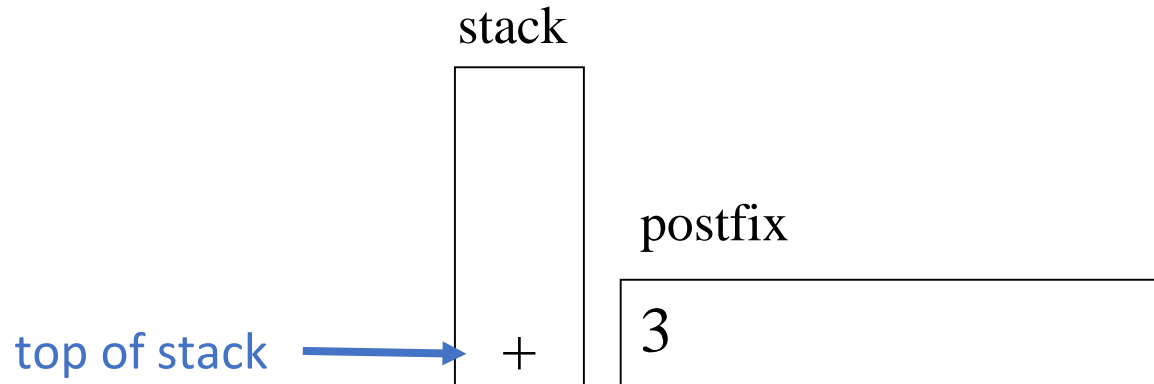 stack
postfix
3
top of stack
+